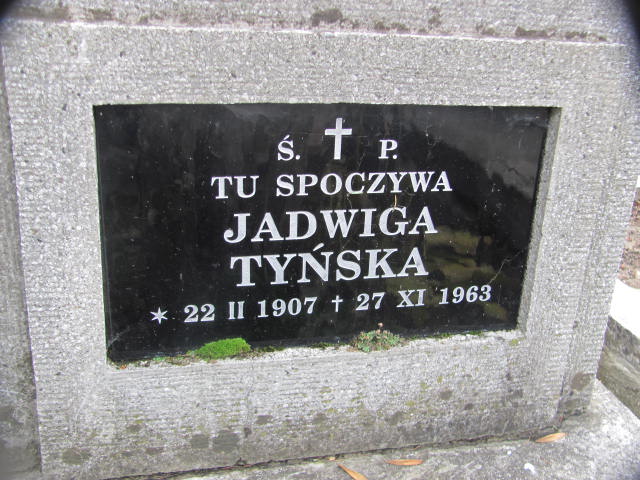 Ś. ✝ P.
TU SPOCZYWA
JADWIGA
TYŃSKA
✶ 22 II 1907 ✝ 27 XI 1963